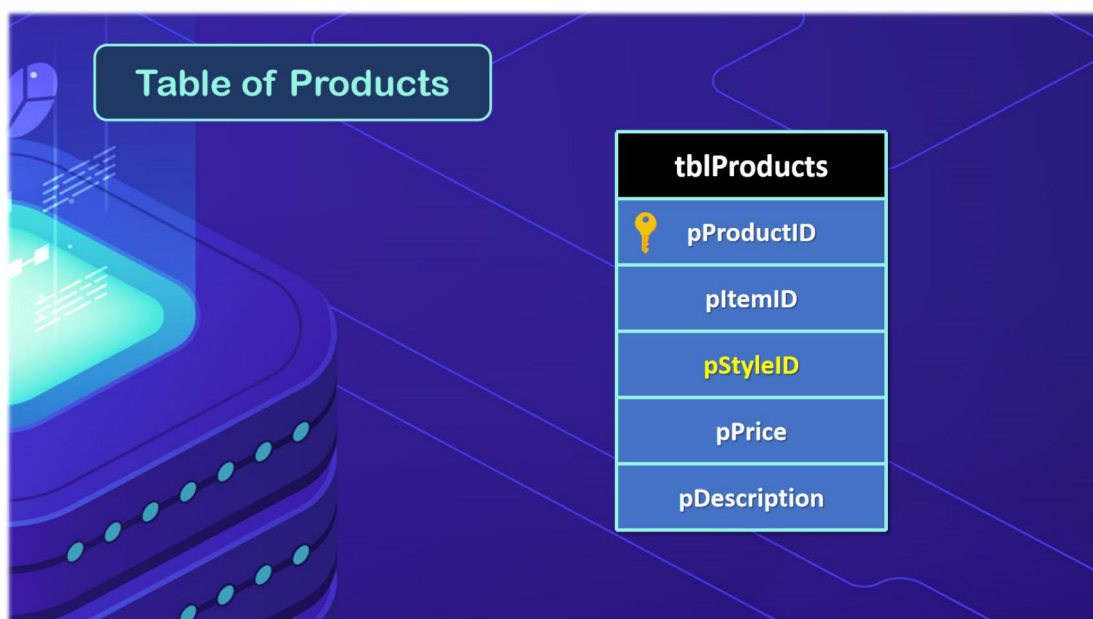 Table of Products
tblProducts
pProductID
pItemID
pStyleID
pPrice
pDescription